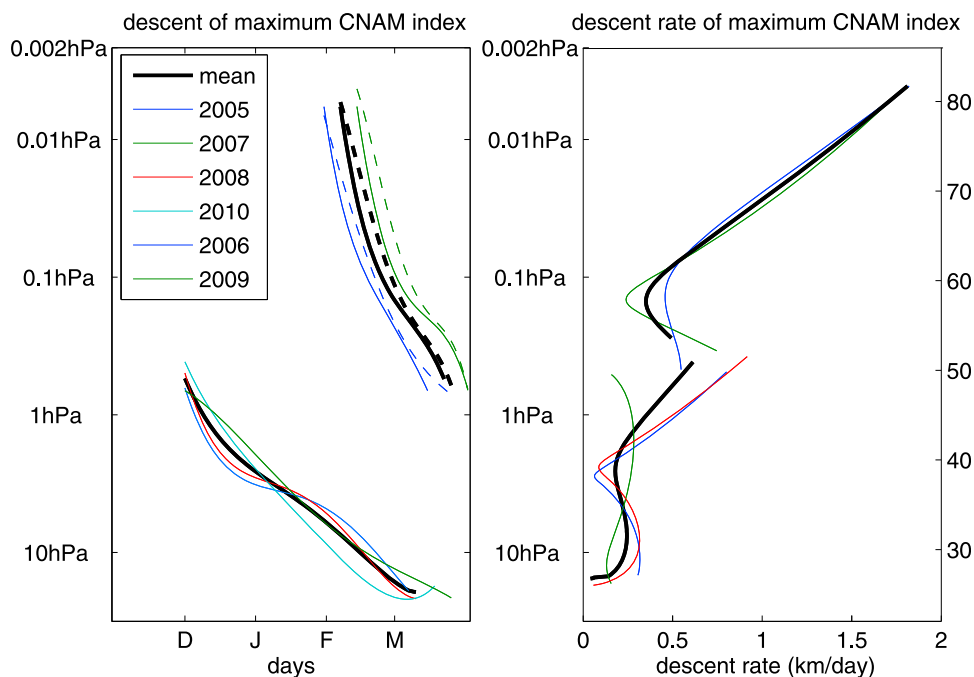 descent of maximum CNAM index
0.002hPa
0.01hPa
0.1hPa
1hPa
10hPa
mean
2005
2007
2008
2010
2006
2009
D J F M
days
descent rate of maximum CNAM index
0.002hPa
0.01hPa
0.1hPa
1hPa
10hPa
80
70
60
50
40
30
0 0.5 1 1.5 2
descent rate (km/day)